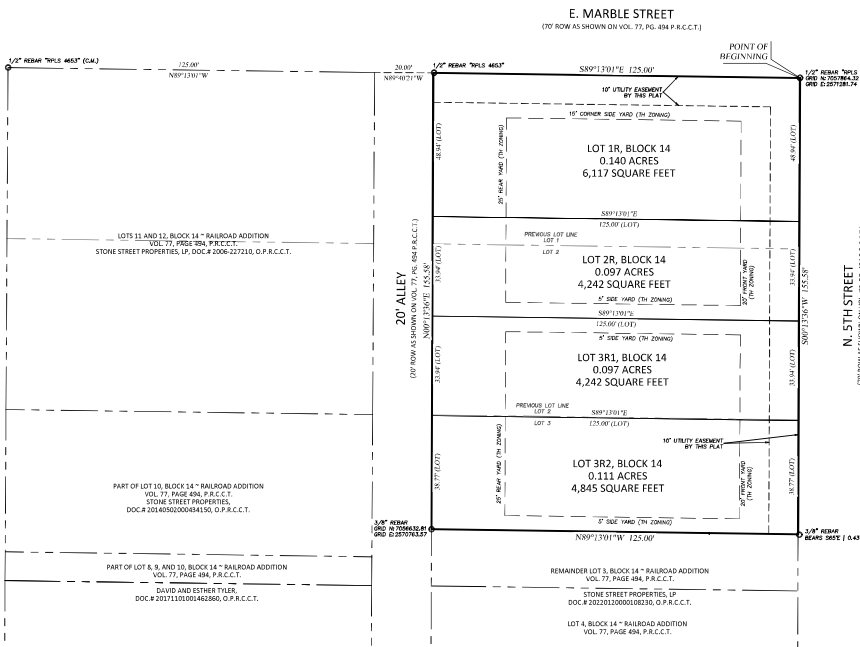 E. MARBLE STREET
(70' ROW AS SHOWN ON VOL. 77, PG. 494 P.R.C.C.T.)
POINT OF
BEGINNING
1/2" REBAR "RPLS 4653" (C.M.)
125.00'
N89°13'01"W
20.00'
N89°40'21"W
1/2" REBAR "RPLS 4653"
S89°13'01"E 125.00'
1/2" REBAR "RPLS
GRID N: 7057864.32
GRID E: 2571281.74
10' UTILITY EASEMENT
BY THIS PLAT
15' CORNER SIDE YARD (TH ZONING)
25' REAR YARD (TH ZONING)
48.94' (LOT)
48.94' (LOT)
LOT 1R, BLOCK 14
0.140 ACRES
6,117 SQUARE FEET
S89°13'01"E
125.00' (LOT)
PREVIOUS LOT LINE
LOT 1
LOT 2
LOTS 11 AND 12, BLOCK 14 ~ RAILROAD ADDITION
VOL. 77, PAGE 494, P.R.C.C.T.
STONE STREET PROPERTIES, LP, DOC.# 2006-227210, O.P.R.C.C.T.
20' ALLEY
(20' ROW AS SHOWN ON VOL. 77, PG. 494 P.R.C.C.T.)
N00°13'36"E 155.58'
33.94' (LOT)
LOT 2R, BLOCK 14
0.097 ACRES
4,242 SQUARE FEET
20' FRONT YARD
(TH ZONING)
33.94' (LOT)
S00°13'36"W 155.58'
N. 5TH STREET
5' SIDE YARD (TH ZONING)
S89°13'01"E
125.00' (LOT)
5' SIDE YARD (TH ZONING)
33.94' (LOT)
LOT 3R1, BLOCK 14
0.097 ACRES
4,242 SQUARE FEET
33.94' (LOT)
PREVIOUS LOT LINE
LOT 2
LOT 3
S89°13'01"E
125.00' (LOT)
10' UTILITY EASEMENT
BY THIS PLAT
25' REAR YARD (TH ZONING)
38.77' (LOT)
LOT 3R2, BLOCK 14
0.111 ACRES
4,845 SQUARE FEET
20' FRONT YARD
(TH ZONING)
38.77' (LOT)
PART OF LOT 10, BLOCK 14 ~ RAILROAD ADDITION
VOL. 77, PAGE 494, P.R.C.C.T.
STONE STREET PROPERTIES,
DOC.# 20140502000434150, O.P.R.C.C.T.
5' SIDE YARD (TH ZONING)
3/8" REBAR
GRID N: 7056632.81
GRID E: 2570763.57
N89°13'01"W 125.00'
3/8" REBAR
BEARS S65°E | 0.43
PART OF LOT 8, 9, AND 10, BLOCK 14 ~ RAILROAD ADDITION
VOL. 77, PAGE 494, P.R.C.C.T.
DAVID AND ESTHER TYLER.
DOC.# 20171101001462860, O.P.R.C.C.T.
REMAINDER LOT 3, BLOCK 14 ~ RAILROAD ADDITION
VOL. 77, PAGE 494, P.R.C.C.T.
STONE STREET PROPERTIES, LP
DOC.# 20220120000108230, O.P.R.C.C.T.
LOT 4, BLOCK 14 ~ RAILROAD ADDITION
VOL. 77, PAGE 494, P.R.C.C.T.